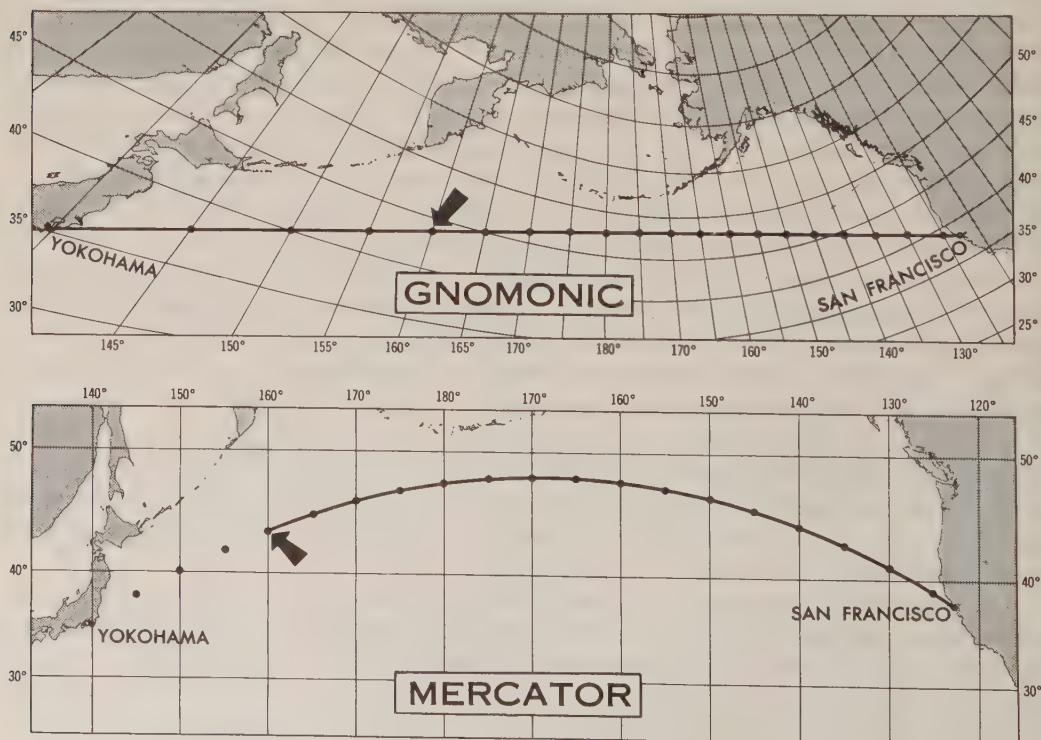 45°
50°
40°
45°
40°
35°
35°
YOKOHAMA
SAN FRANCISCO
30°
30°
GNOMONIC
25°
145° 150° 155° 160° 165° 170° 180° 170° 160° 150° 140° 130°
140° 150° 160° 170° 180° 170° 160° 150° 140° 130° 120°
50° 50°
40° 40°
YOKOHAMA SAN FRANCISCO
30° 30°
MERCATOR